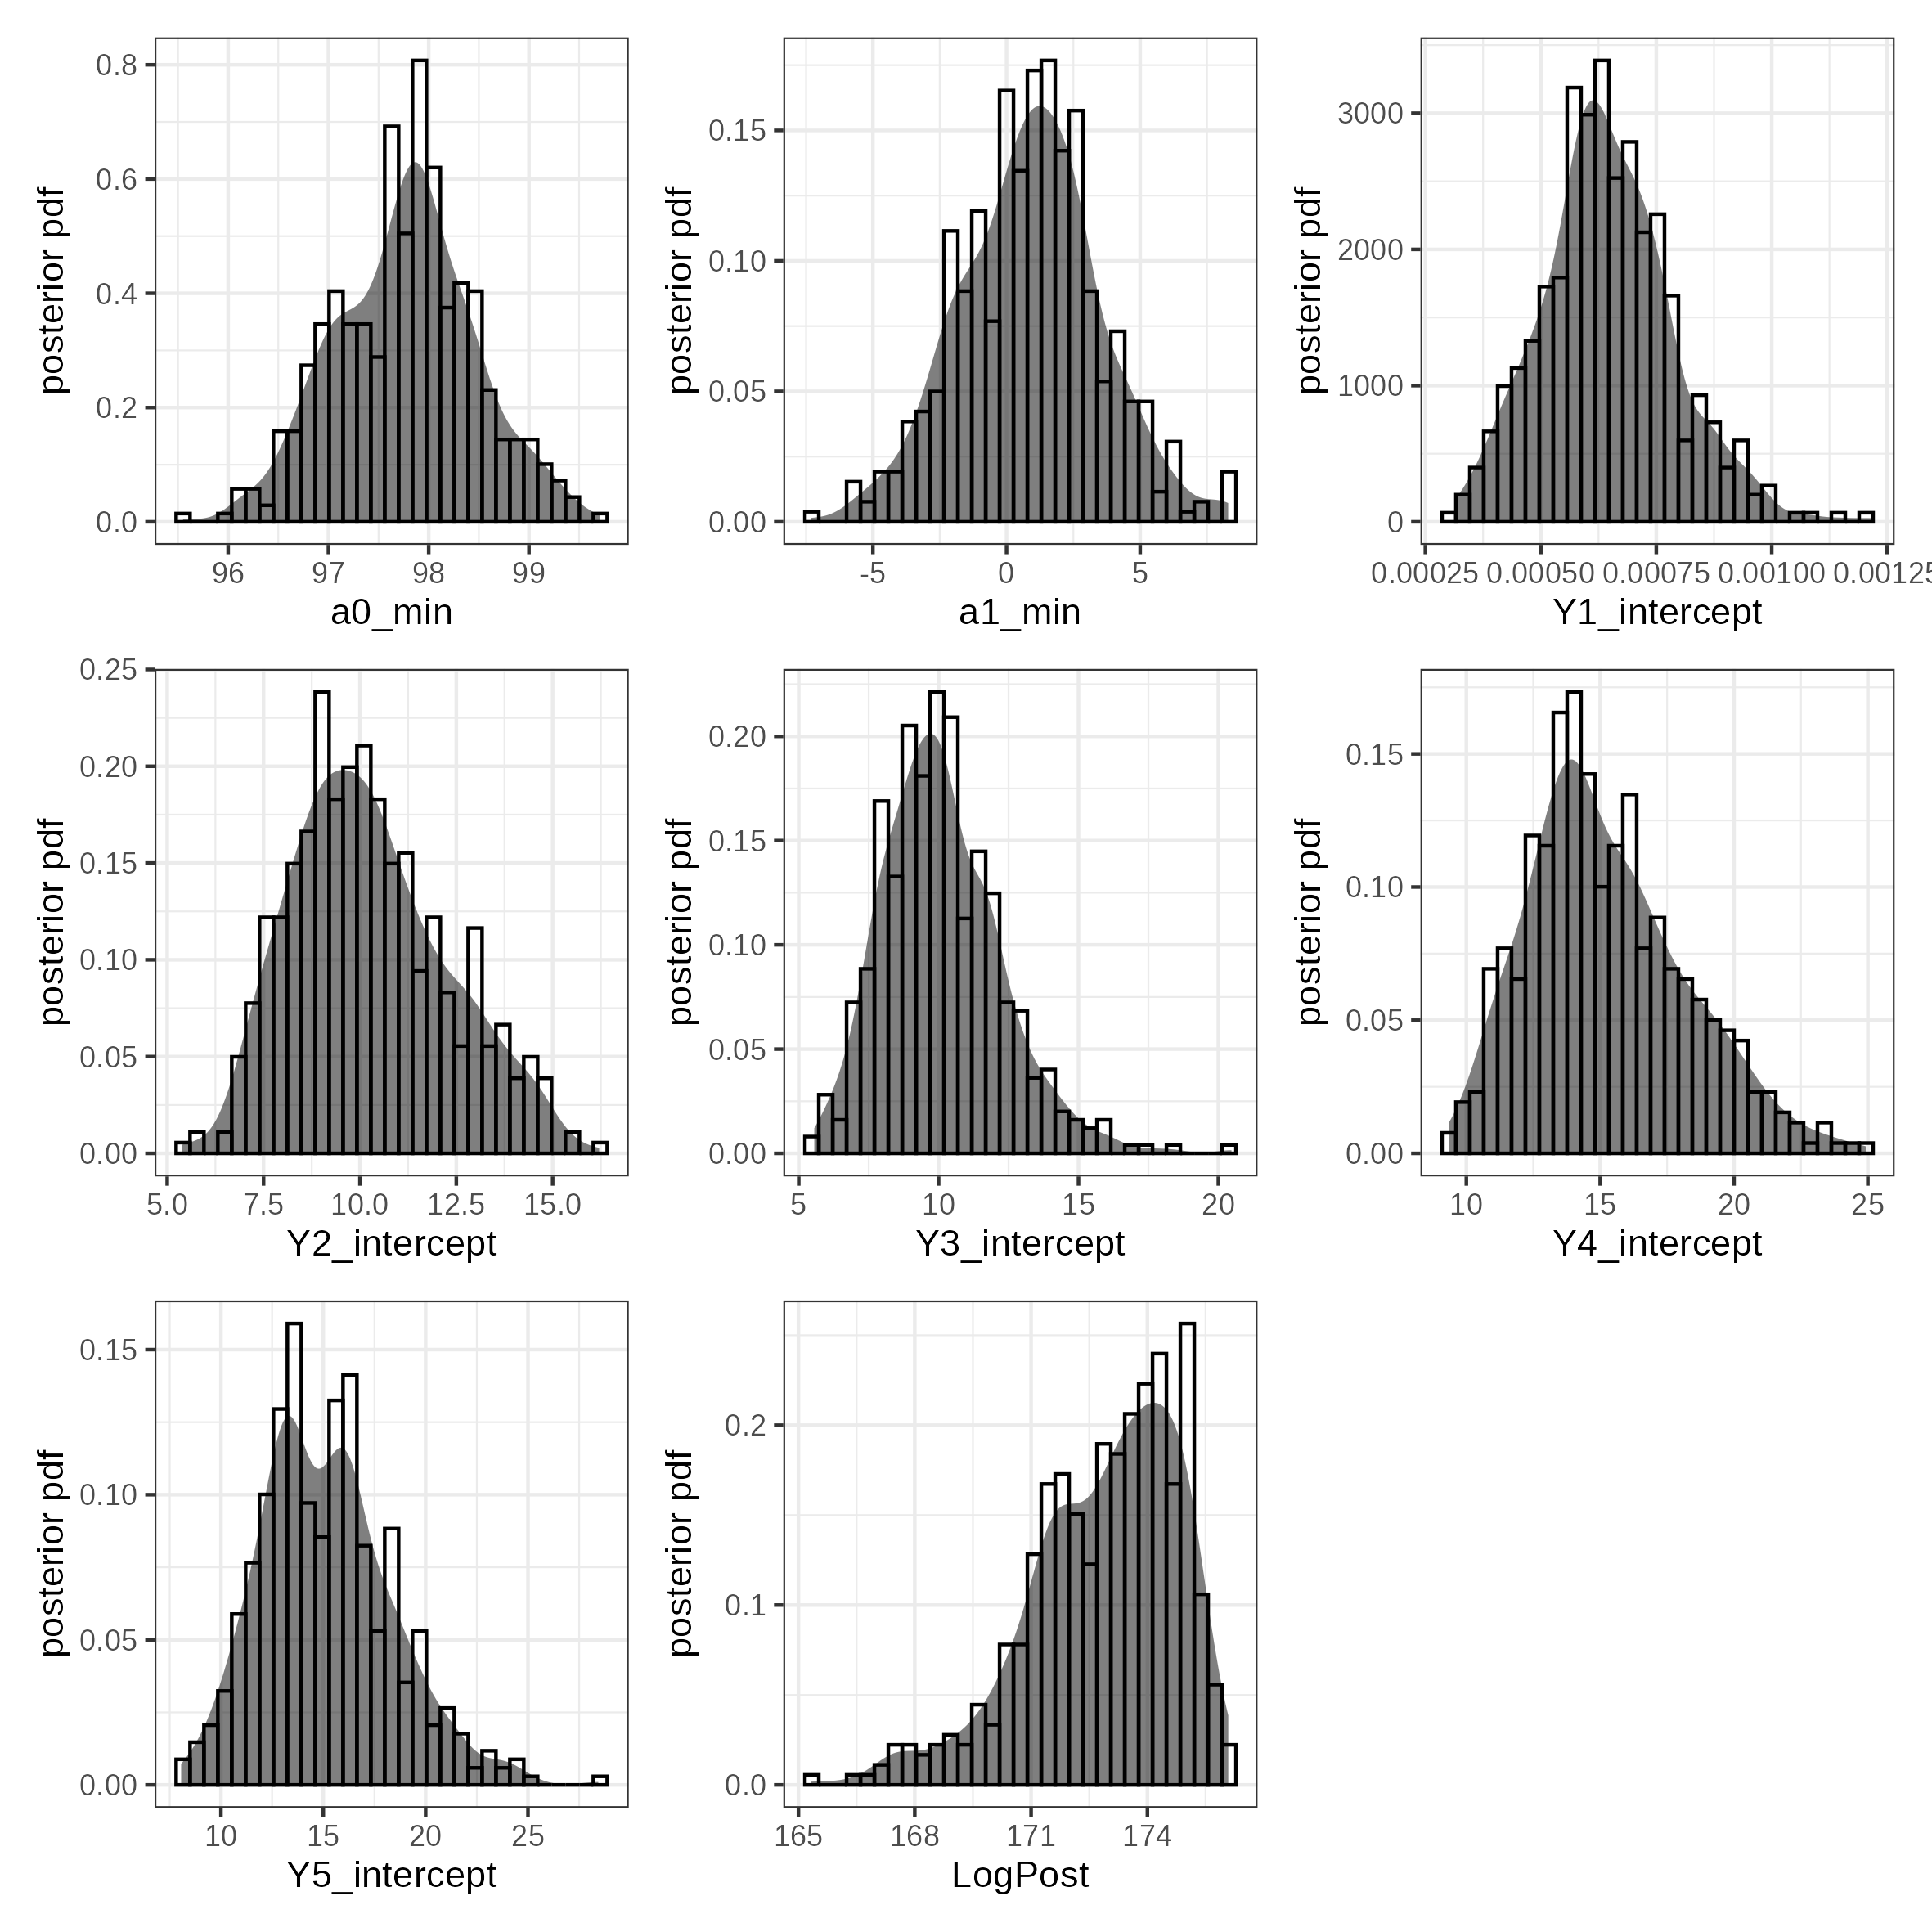 posterior pdf
0.8
0.6
0.4
0.2
0.0
96 97 98 99
a0_min
posterior pdf
0.15
0.10
0.05
0.00
-5 0 5
a1_min
posterior pdf
3000
2000
1000
0
0.00025 0.00050 0.00075 0.00100 0.00125
Y1_intercept
posterior pdf
0.25
0.20
0.15
0.10
0.05
0.00
5.0 7.5 10.0 12.5 15.0
Y2_intercept
posterior pdf
0.20
0.15
0.10
0.05
0.00
5 10 15 20
Y3_intercept
posterior pdf
0.15
0.10
0.05
0.00
10 15 20 25
Y4_intercept
posterior pdf
0.15
0.10
0.05
0.00
10 15 20 25
Y5_intercept
posterior pdf
0.2
0.1
0.0
165 168 171 174
LogPost